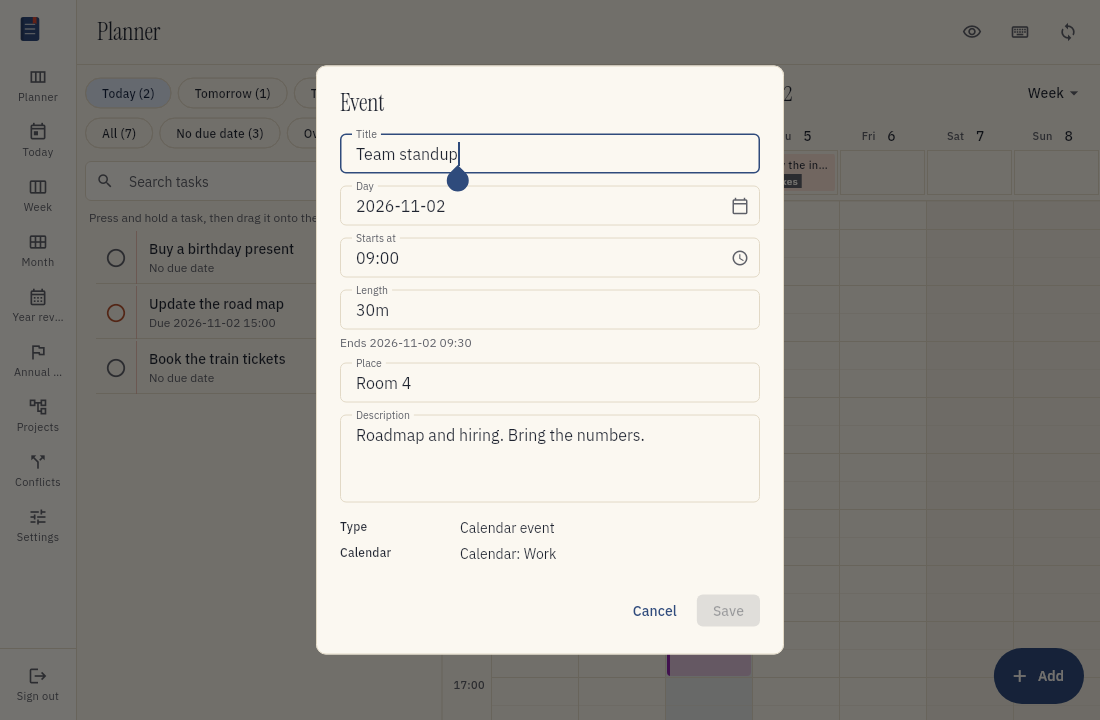 Planner
Planner
Today
Week
Month
Year rev...
Annual ...
Projects
Conflicts
Settings
Sign out
Today (2)
Tomorrow (1)
All (7)
No due date (3)
Search tasks
Press and hold a task, then drag it onto the
Buy a birthday present
No due date
Update the road map
Due 2026-11-02 15:00
Book the train tickets
No due date
Week
5
Fri 6
Sat 7
Sun 8
the in...
17:00
Add
Event
Title
Team standup
Day
2026-11-02
Starts at
09:00
Length
30m
Ends 2026-11-02 09:30
Place
Room 4
Description
Roadmap and hiring. Bring the numbers.
Type
Calendar event
Calendar
Calendar: Work
Cancel
Save